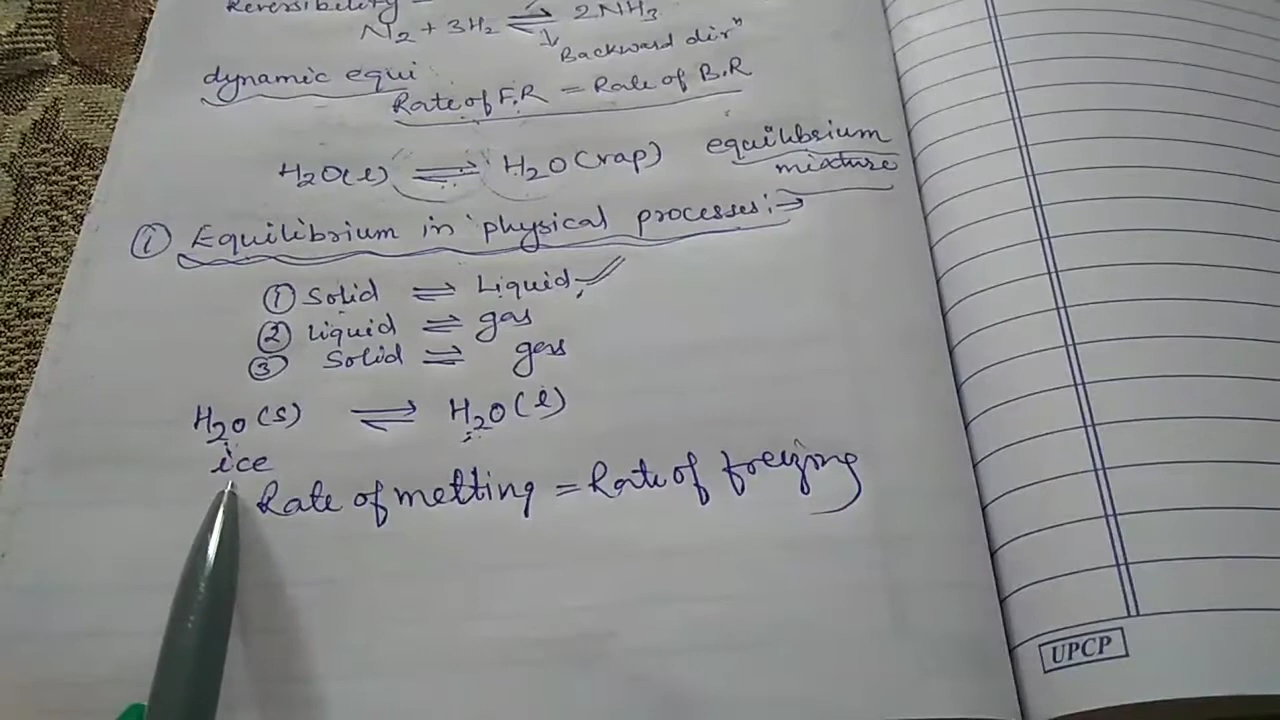 Reversibility -
N2 + 3H2 ⇌ 2NH3
↓ Backward dirⁿ
dynamic equi
Rate of F.R = Rate of B.R
H2O(l) ⇌ H2O(vap) equilibrium mixture
① Equilibrium in physical processes:→
① Solid ⇌ Liquid ✓
② Liquid ⇌ gas
③ Solid ⇌ gas
H2O(s) ⇌ H2O(l)
ice
Rate of melting = Rate of freezing
UPCP